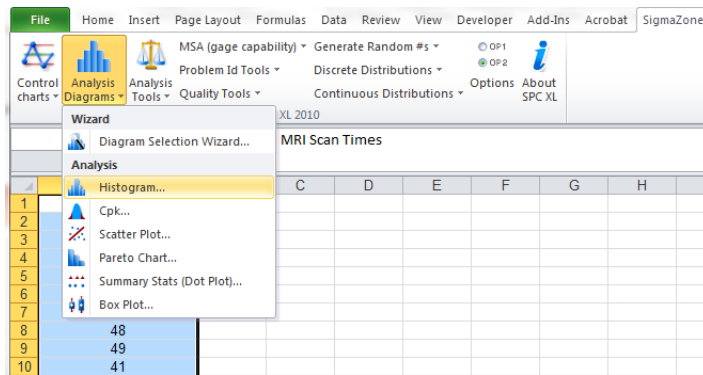 File Home Insert Page Layout Formulas Data Review View Developer Add-Ins Acrobat SigmaZone
MSA (gage capability) Generate Random #s OP1
Problem Id Tools Discrete Distributions OP2
Control charts Analysis Diagrams Analysis Tools Quality Tools Continuous Distributions Options About SPC XL
XL 2010
MRI Scan Times
Wizard
Diagram Selection Wizard...
Analysis
Histogram...
Cpk...
Scatter Plot...
Pareto Chart...
Summary Stats (Dot Plot)...
Box Plot...
C D E F G H
1
2
3
4
5
6
7
8 48
9 49
10 41